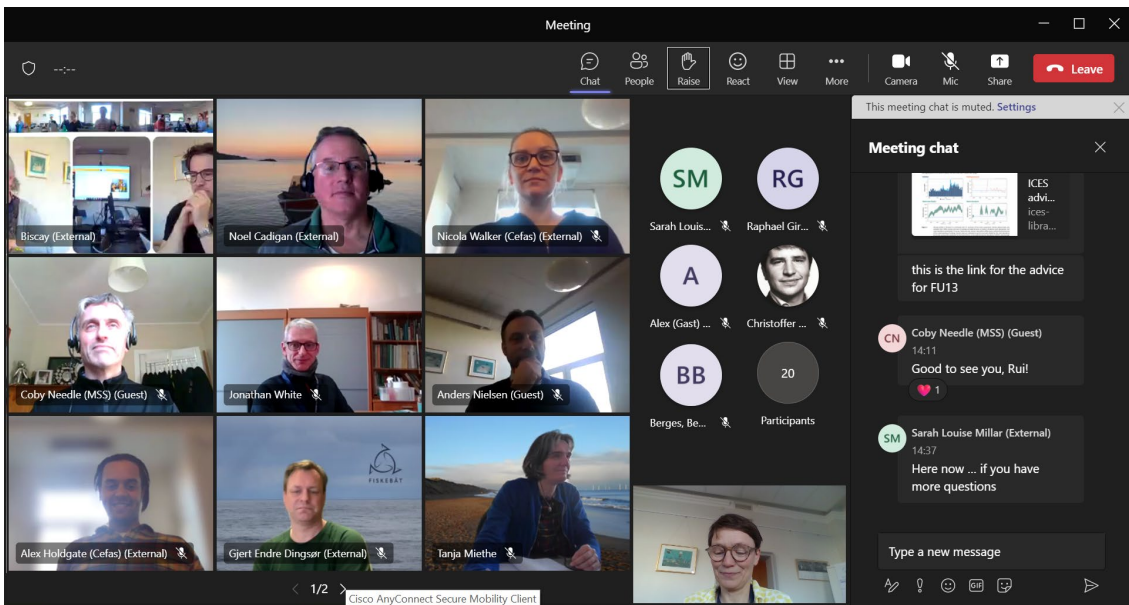 Meeting
--:--
Chat
People
Raise
React
View
More
Camera
Mic
Share
Leave
This meeting chat is muted. Settings
Meeting chat
Biscay (External)
Noel Cadigan (External)
Nicola Walker (Cefas) (External)
Coby Needle (MSS) (Guest)
Jonathan White
Anders Nielsen (Guest)
Alex Holdgate (Cefas) (External)
FISKEBÅT
Gjert Endre Dingsør (External)
Tanja Miethe
1/2
Cisco AnyConnect Secure Mobility Client
SM
Sarah Louis...
RG
Raphael Gir...
A
Alex (Gast) ...
Christoffer ...
BB
Berges, Be...
20
Participants
ICES
advi...
ices-
libra...
this is the link for the advice
for FU13
CN
Coby Needle (MSS) (Guest)
14:11
Good to see you, Rui!
1
SM
Sarah Louise Millar (External)
14:37
Here now ... if you have
more questions
Type a new message
GIF